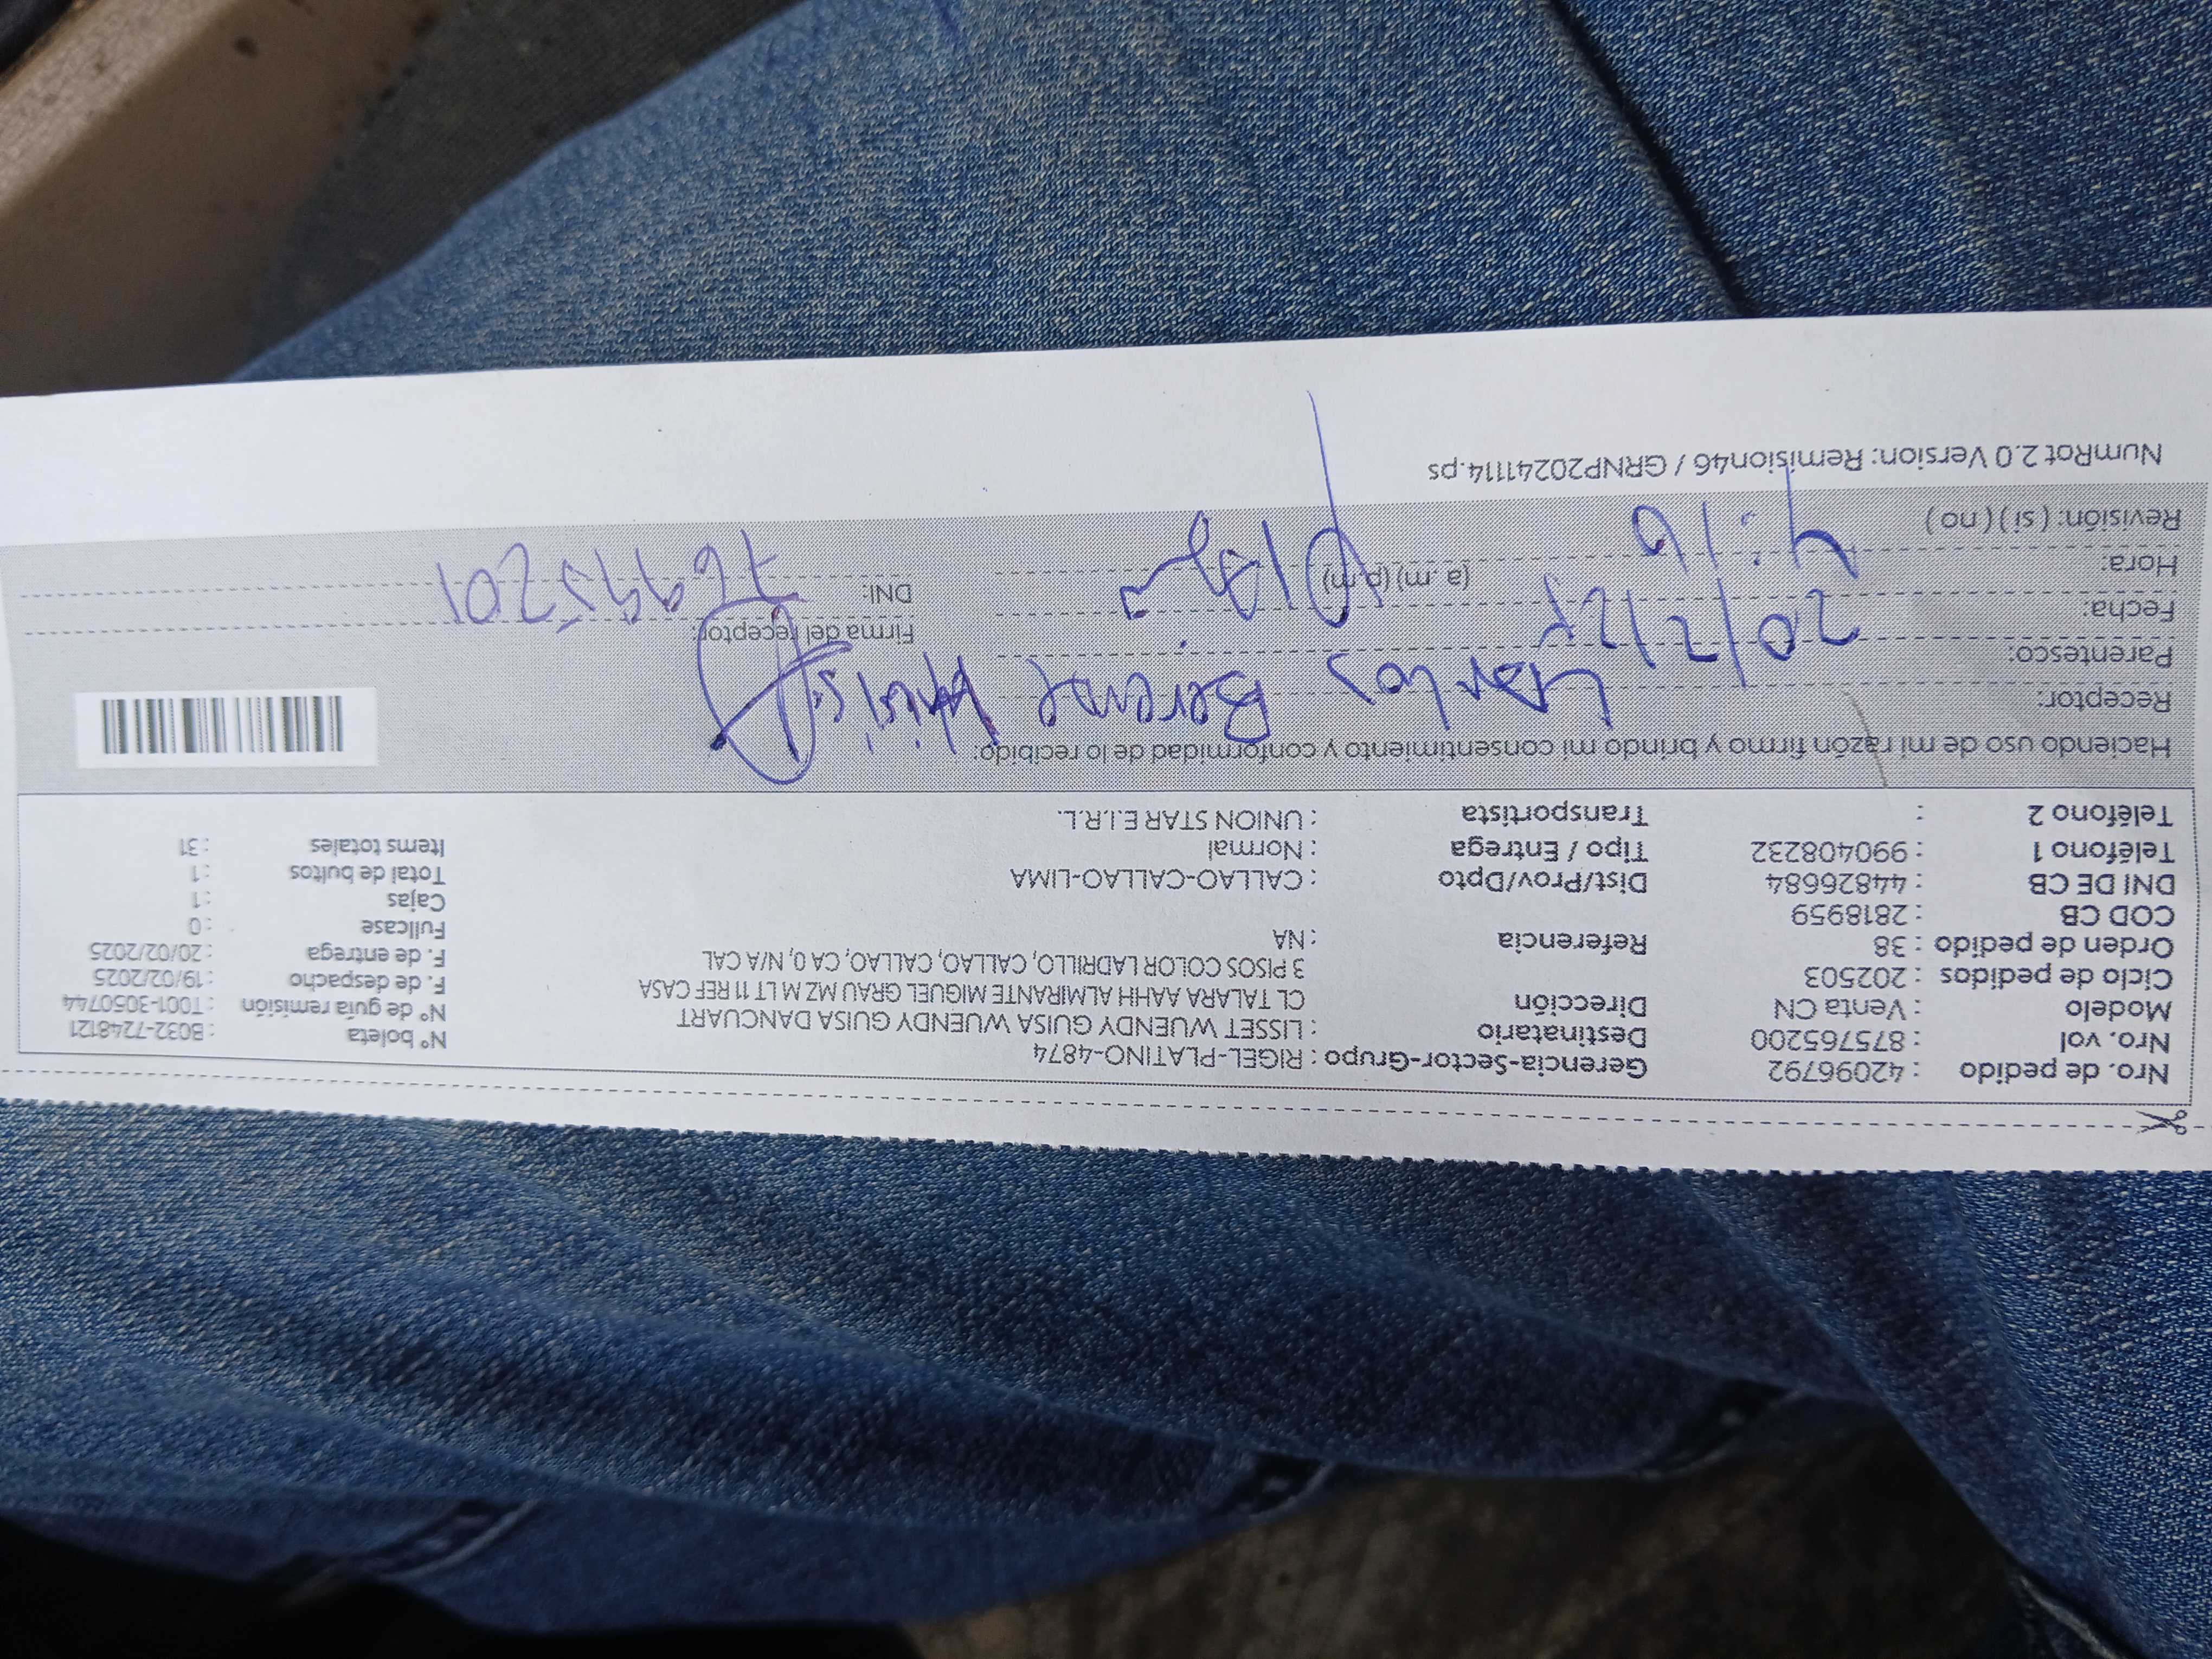 Nro. de pedido : 42096792 Gerencia-Sector-Grupo : RIGEL-PLATINO-4874 N° boleta : B032-7248121
Nro. vol : 875765200 Destinatario : LISSET WUENDY GUISA WUENDY GUISA DANCUART N° de guía remisión : T001-3050744
Modelo : Venta CN Dirección CL TALARA AAHH ALMIRANTE MIGUEL GRAU MZ M LT 11 REF CASA F. de despacho : 19/02/2025
Ciclo de pedidos : 202503 3 PISOS COLOR LADRILLO, CALLAO, CALLAO, CA 0, N/A CAL F. de entrega : 20/02/2025
Orden de pedido : 38 Referencia : NA Fullcase : 0
COD CB : 2818959 Cajas : 1
DNI DE CB : 44826684 Dist/Prov/Dpto : CALLAO-CALLAO-LIMA Total de bultos : 1
Teléfono 1 : 990408232 Tipo / Entrega : Normal Items totales : 31
Teléfono 2 : Transportista : UNION STAR E.I.R.L.
Haciendo uso de mi razón firmo y brindo mi consentimiento y conformidad de lo recibido:
Receptor:
Parentesco: Firma del receptor:
Fecha: 20/2/25 DNI: 76995201
Hora: 4:16 (a .m) (p.m)
Revisión: ( si ) ( no )
NumRot 2.0 Version: Remision46 / GRNP20241114.ps